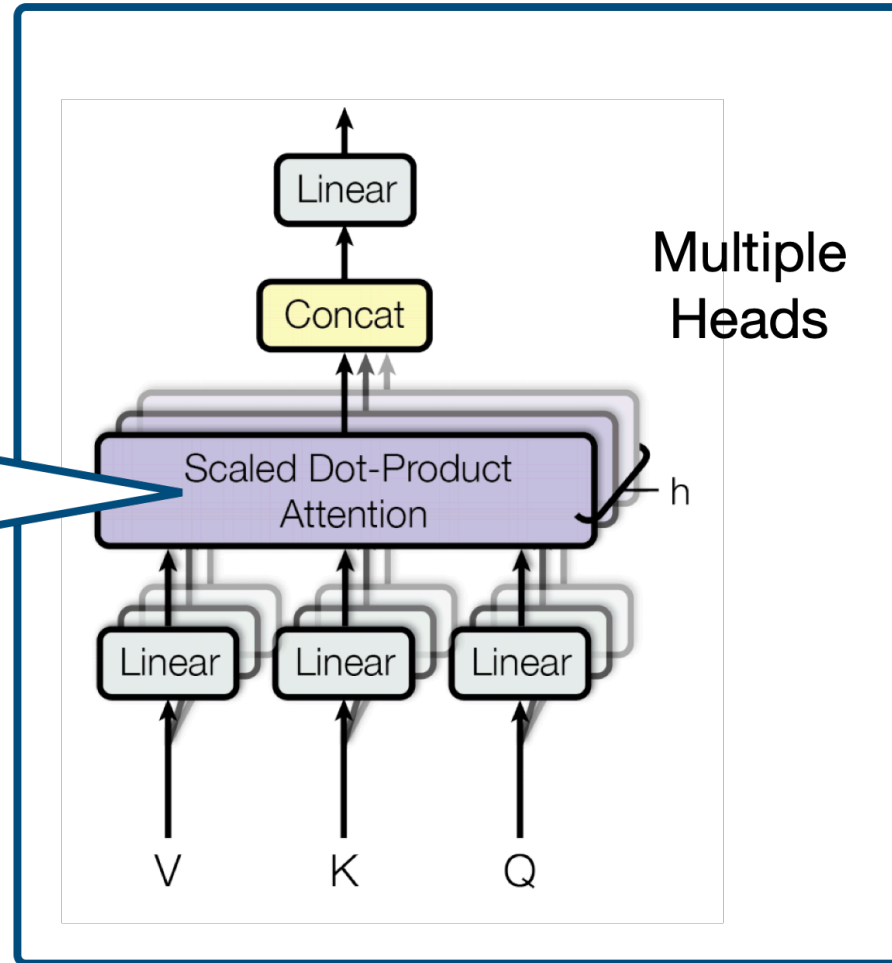 Linear
Multiple
Heads
Concat
Scaled Dot-Product
Attention
h
Linear Linear Linear
V K Q